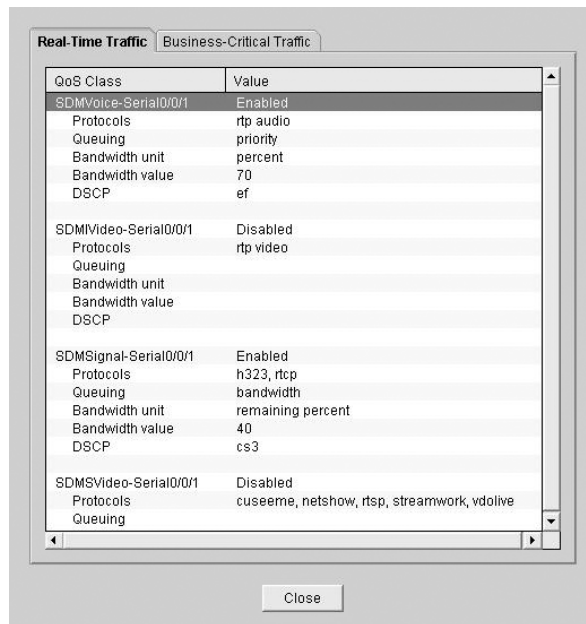 Real-Time Traffic Business-Critical Traffic
QoS Class Value
SDMVoice-Serial0/0/1 Enabled
Protocols rtp audio
Queuing priority
Bandwidth unit percent
Bandwidth value 70
DSCP ef
SDMIVideo-Serial0/0/1 Disabled
Protocols rtp video
Queuing
Bandwidth unit
Bandwidth value
DSCP
SDMSignal-Serial0/0/1 Enabled
Protocols h323, rtcp
Queuing bandwidth
Bandwidth unit remaining percent
Bandwidth value 40
DSCP cs3
SDMSVideo-Serial0/0/1 Disabled
Protocols cuseeme, netshow, rtsp, streamwork, vdolive
Queuing
Close